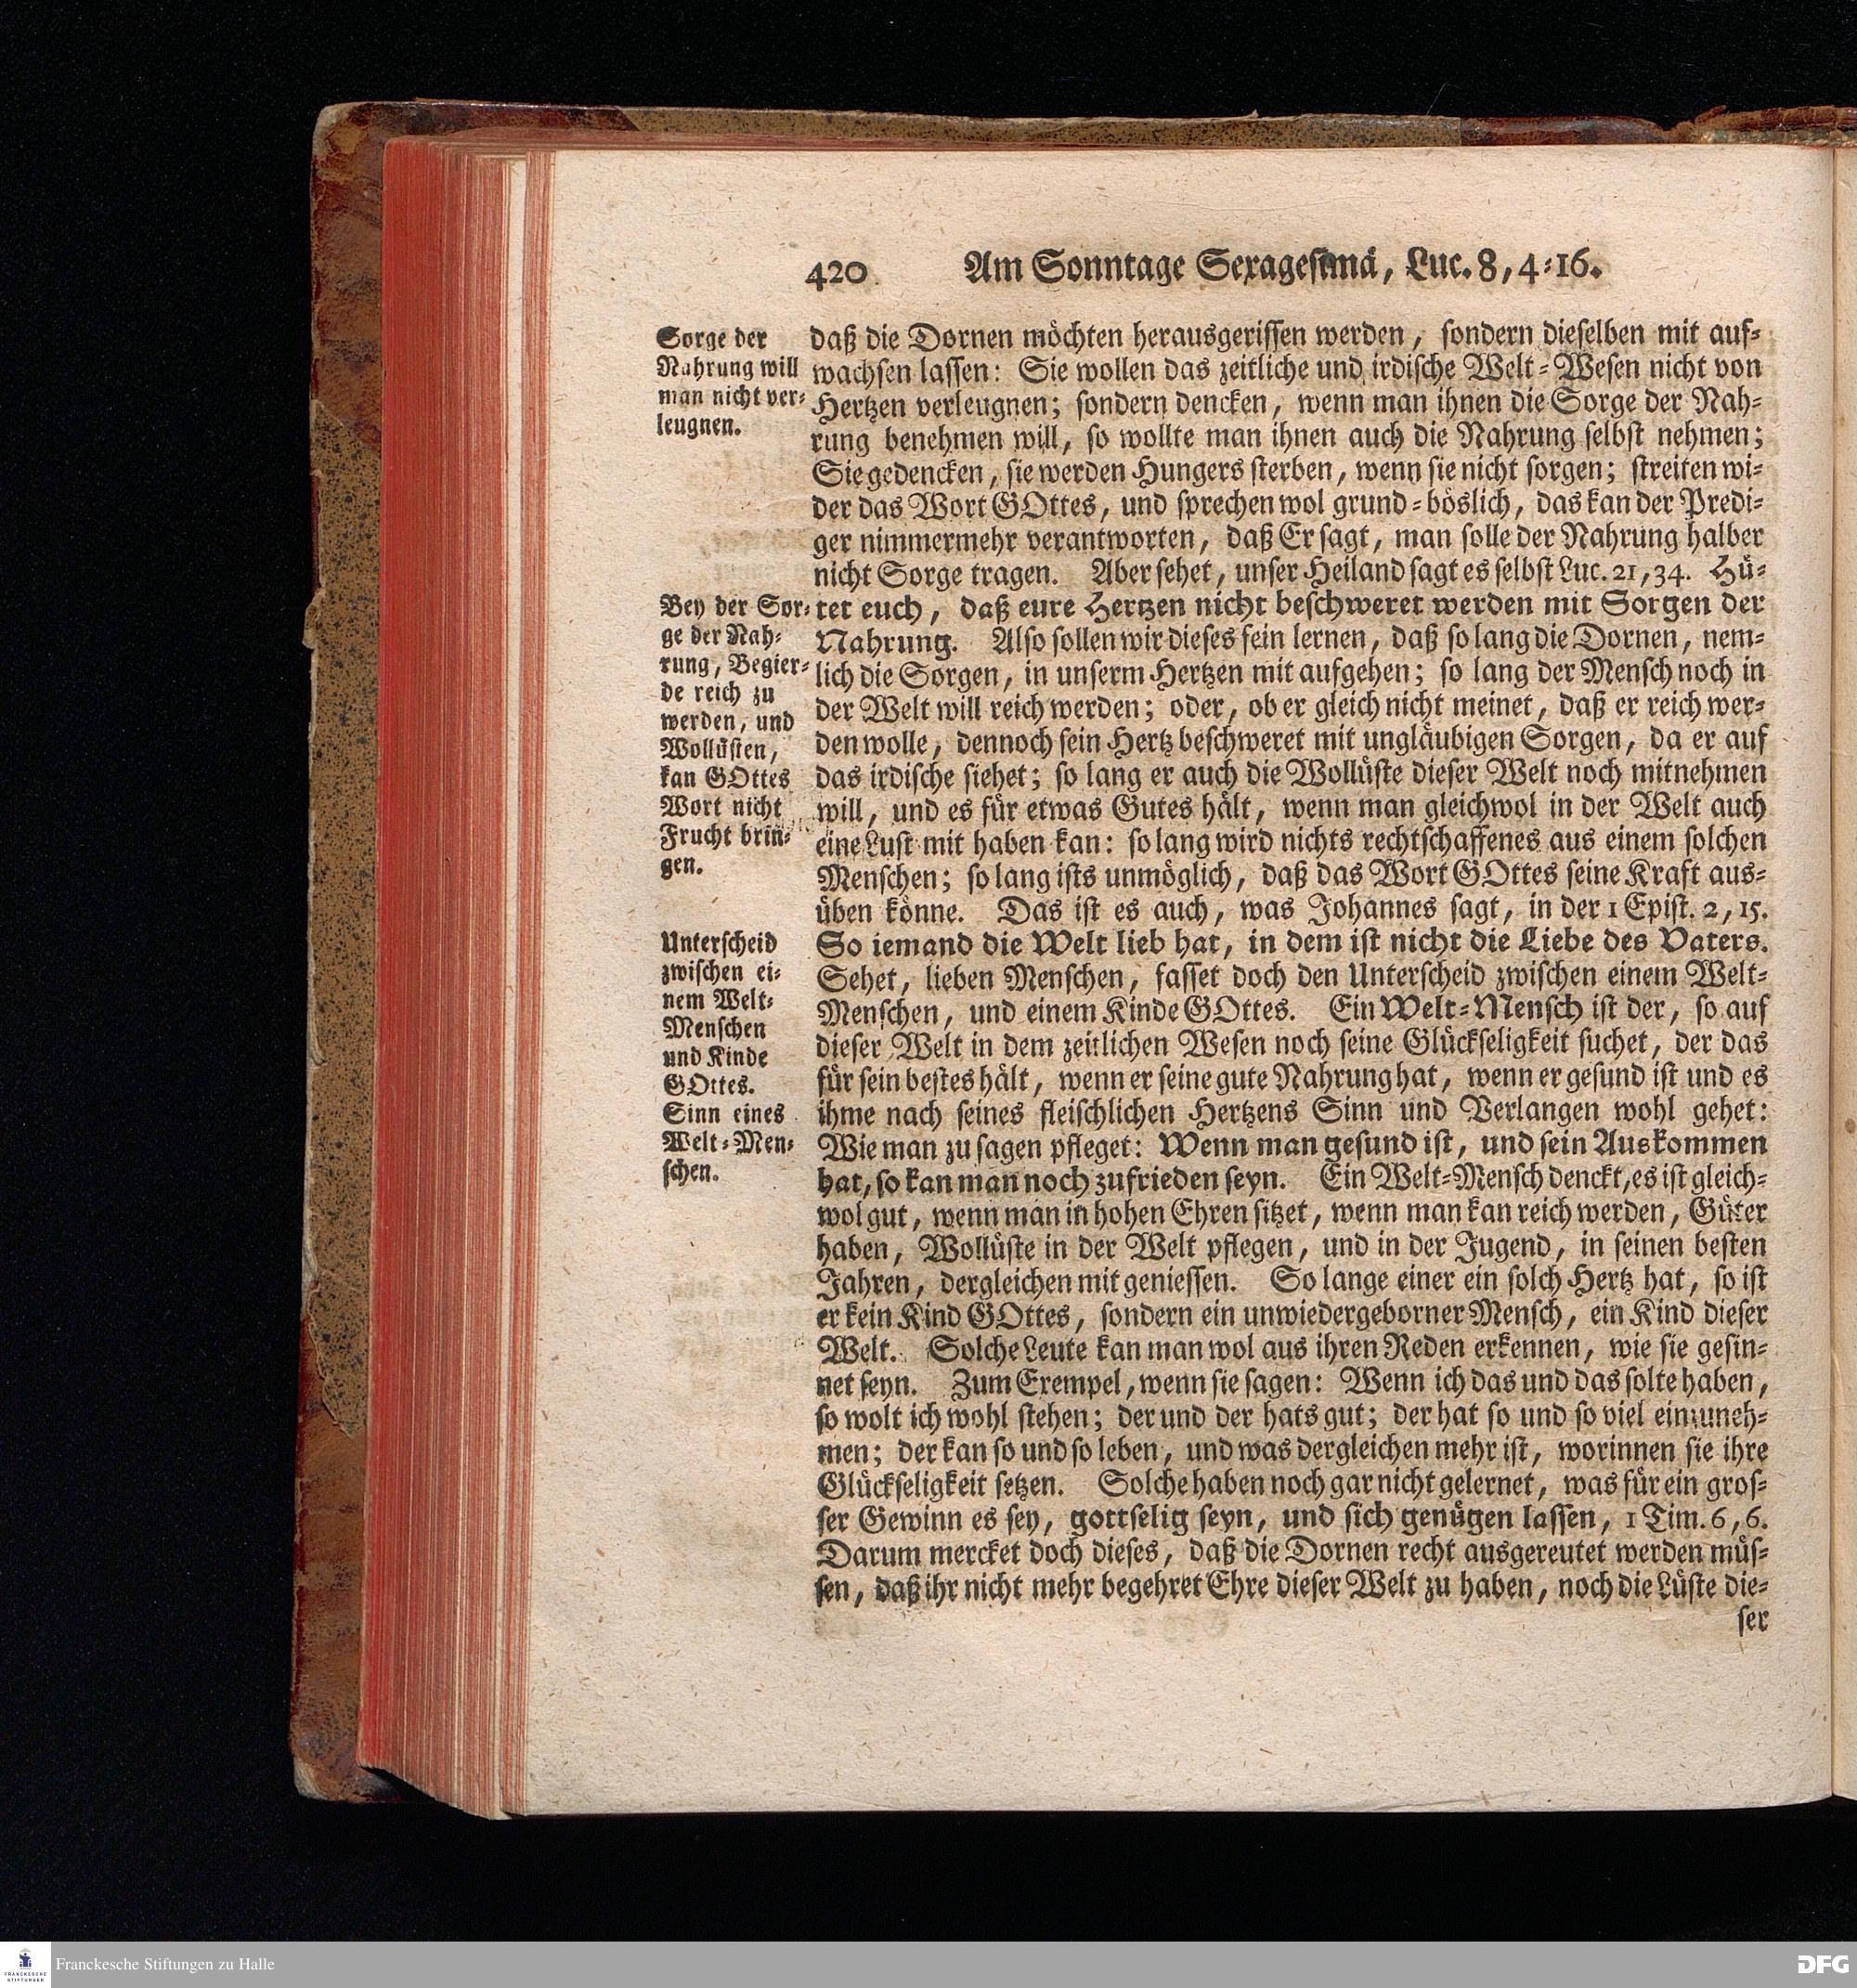 420 Am Sonntage Sexagesimä, Luc. 8, 4-16.
Sorge der
Nahrung will
man nicht ver-
leugnen.
daß die Dornen möchten herausgerissen werden, sondern dieselben mit auf-
wachsen lassen: Sie wollen das zeitliche und irdische Welt-Wesen nicht von
Hertzen verleugnen; sondern dencken, wenn man ihnen die Sorge der Nah-
rung benehmen will, so wollte man ihnen auch die Nahrung selbst nehmen;
Sie gedencken, sie werden Hungers sterben, wenn sie nicht sorgen; streiten wi-
der das Wort GOttes, und sprechen wol grund-böslich, das kan der Predi-
ger nimmermehr verantworten, daß Er sagt, man solle der Nahrung halber
nicht Sorge tragen. Aber sehet, unser Heiland sagt es selbst Luc. 21, 34. Hü-
Bey der Sor-
ge der Nah-
rung, Begier-
de reich zu
werden, und
Wollüsten,
kan GOttes
Wort nicht
Frucht brin-
gen.
tet euch, daß eure Hertzen nicht beschweret werden mit Sorgen der
Nahrung. Also sollen wir dieses fein lernen, daß so lang die Dornen, nem-
lich die Sorgen, in unserm Hertzen mit aufgehen; so lang der Mensch noch in
der Welt will reich werden; oder, ob er gleich nicht meinet, daß er reich wer-
den wolle, dennoch sein Hertz beschweret mit ungläubigen Sorgen, da er auf
das irdische siehet; so lang er auch die Wollüste dieser Welt noch mitnehmen
will, und es für etwas Gutes hält, wenn man gleichwol in der Welt auch
eine Lust mit haben kan: so lang wird nichts rechtschaffenes aus einem solchen
Menschen; so lang ists unmöglich, daß das Wort GOttes seine Kraft aus-
üben könne. Das ist es auch, was Johannes sagt, in der 1 Epist. 2, 15.
Unterscheid
zwischen ei-
nem Welt-
Menschen
und Kinde
GOttes.
Sinn eines
Welt-Men-
schen.
So iemand die Welt lieb hat, in dem ist nicht die Liebe des Vaters.
Sehet, lieben Menschen, fasset doch den Unterscheid zwischen einem Welt-
Menschen, und einem Kinde GOttes. Ein Welt-Mensch ist der, so auf
dieser Welt in dem zeitlichen Wesen noch seine Glückseligkeit suchet, der das
für sein bestes hält, wenn er seine gute Nahrung hat, wenn er gesund ist und es
ihme nach seines fleischlichen Hertzens Sinn und Verlangen wohl gehet:
Wie man zu sagen pfleget: Wenn man gesund ist, und sein Auskommen
hat, so kan man noch zufrieden seyn. Ein Welt-Mensch denckt, es ist gleich-
wol gut, wenn man in hohen Ehren sitzet, wenn man kan reich werden, Güter
haben, Wollüste in der Welt pflegen, und in der Jugend, in seinen besten
Jahren, dergleichen mit geniessen. So lange einer ein solch Hertz hat, so ist
er kein Kind GOttes, sondern ein unwiedergeborner Mensch, ein Kind dieser
Welt. Solche Leute kan man wol aus ihren Reden erkennen, wie sie gesin-
net seyn. Zum Exempel, wenn sie sagen: Wenn ich das und das solte haben,
so wolt ich wohl stehen; der und der hats gut; der hat so und so viel einzuneh-
men; der kan so und so leben, und was dergleichen mehr ist, worinnen sie ihre
Glückseligkeit setzen. Solche haben noch gar nicht gelernet, was für ein gros-
ser Gewinn es sey, gottselig seyn, und sich genügen lassen, 1 Tim. 6, 6.
Darum mercket doch dieses, daß die Dornen recht ausgereutet werden müs-
sen, daß ihr nicht mehr begehret Ehre dieser Welt zu haben, noch die Lüste die-
ser
FRANCKESCHE
STIFTUNGEN
Franckesche Stiftungen zu Halle
DFG